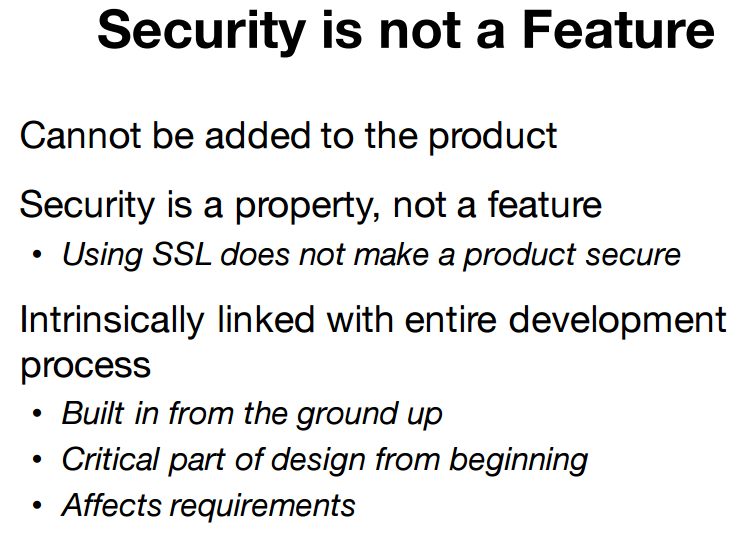 Security is not a Feature
Cannot be added to the product
Security is a property, not a feature
• Using SSL does not make a product secure
Intrinsically linked with entire development
process
• Built in from the ground up
• Critical part of design from beginning
• Affects requirements